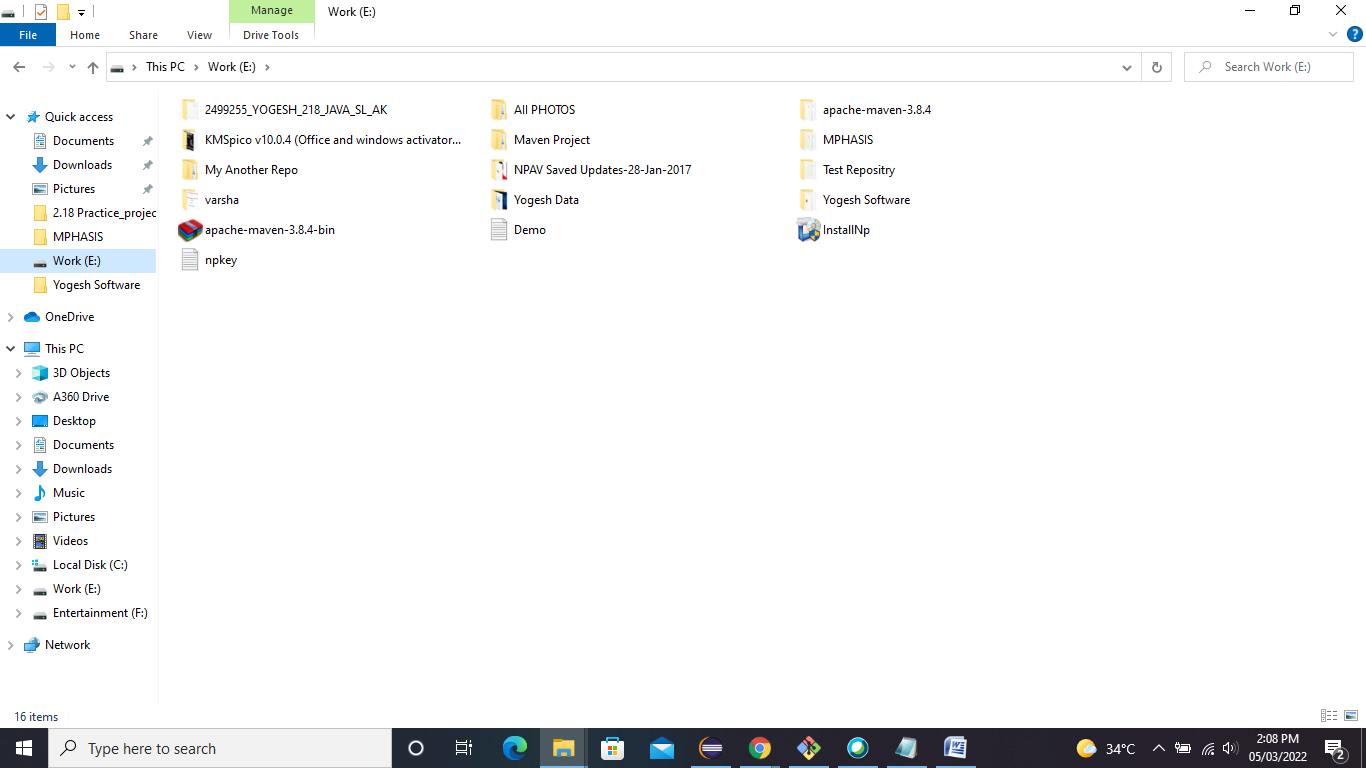 Manage
Work (E:)
File
Home
Share
View
Drive Tools
This PC
Work (E:)
Search Work (E:)
Quick access
Documents
Downloads
Pictures
2.18 Practice_projec
MPHASIS
Work (E:)
Yogesh Software
OneDrive
This PC
3D Objects
A360 Drive
Desktop
Documents
Downloads
Music
Pictures
Videos
Local Disk (C:)
Work (E:)
Entertainment (F:)
Network
2499255_YOGESH_218_JAVA_SL_AK
All PHOTOS
apache-maven-3.8.4
KMSpico v10.0.4 (Office and windows activator...
Maven Project
MPHASIS
My Another Repo
NPAV Saved Updates-28-Jan-2017
Test Repositry
varsha
Yogesh Data
Yogesh Software
apache-maven-3.8.4-bin
Demo
InstallNp
npkey
16 items
Type here to search
34°C
2:08 PM
05/03/2022
2